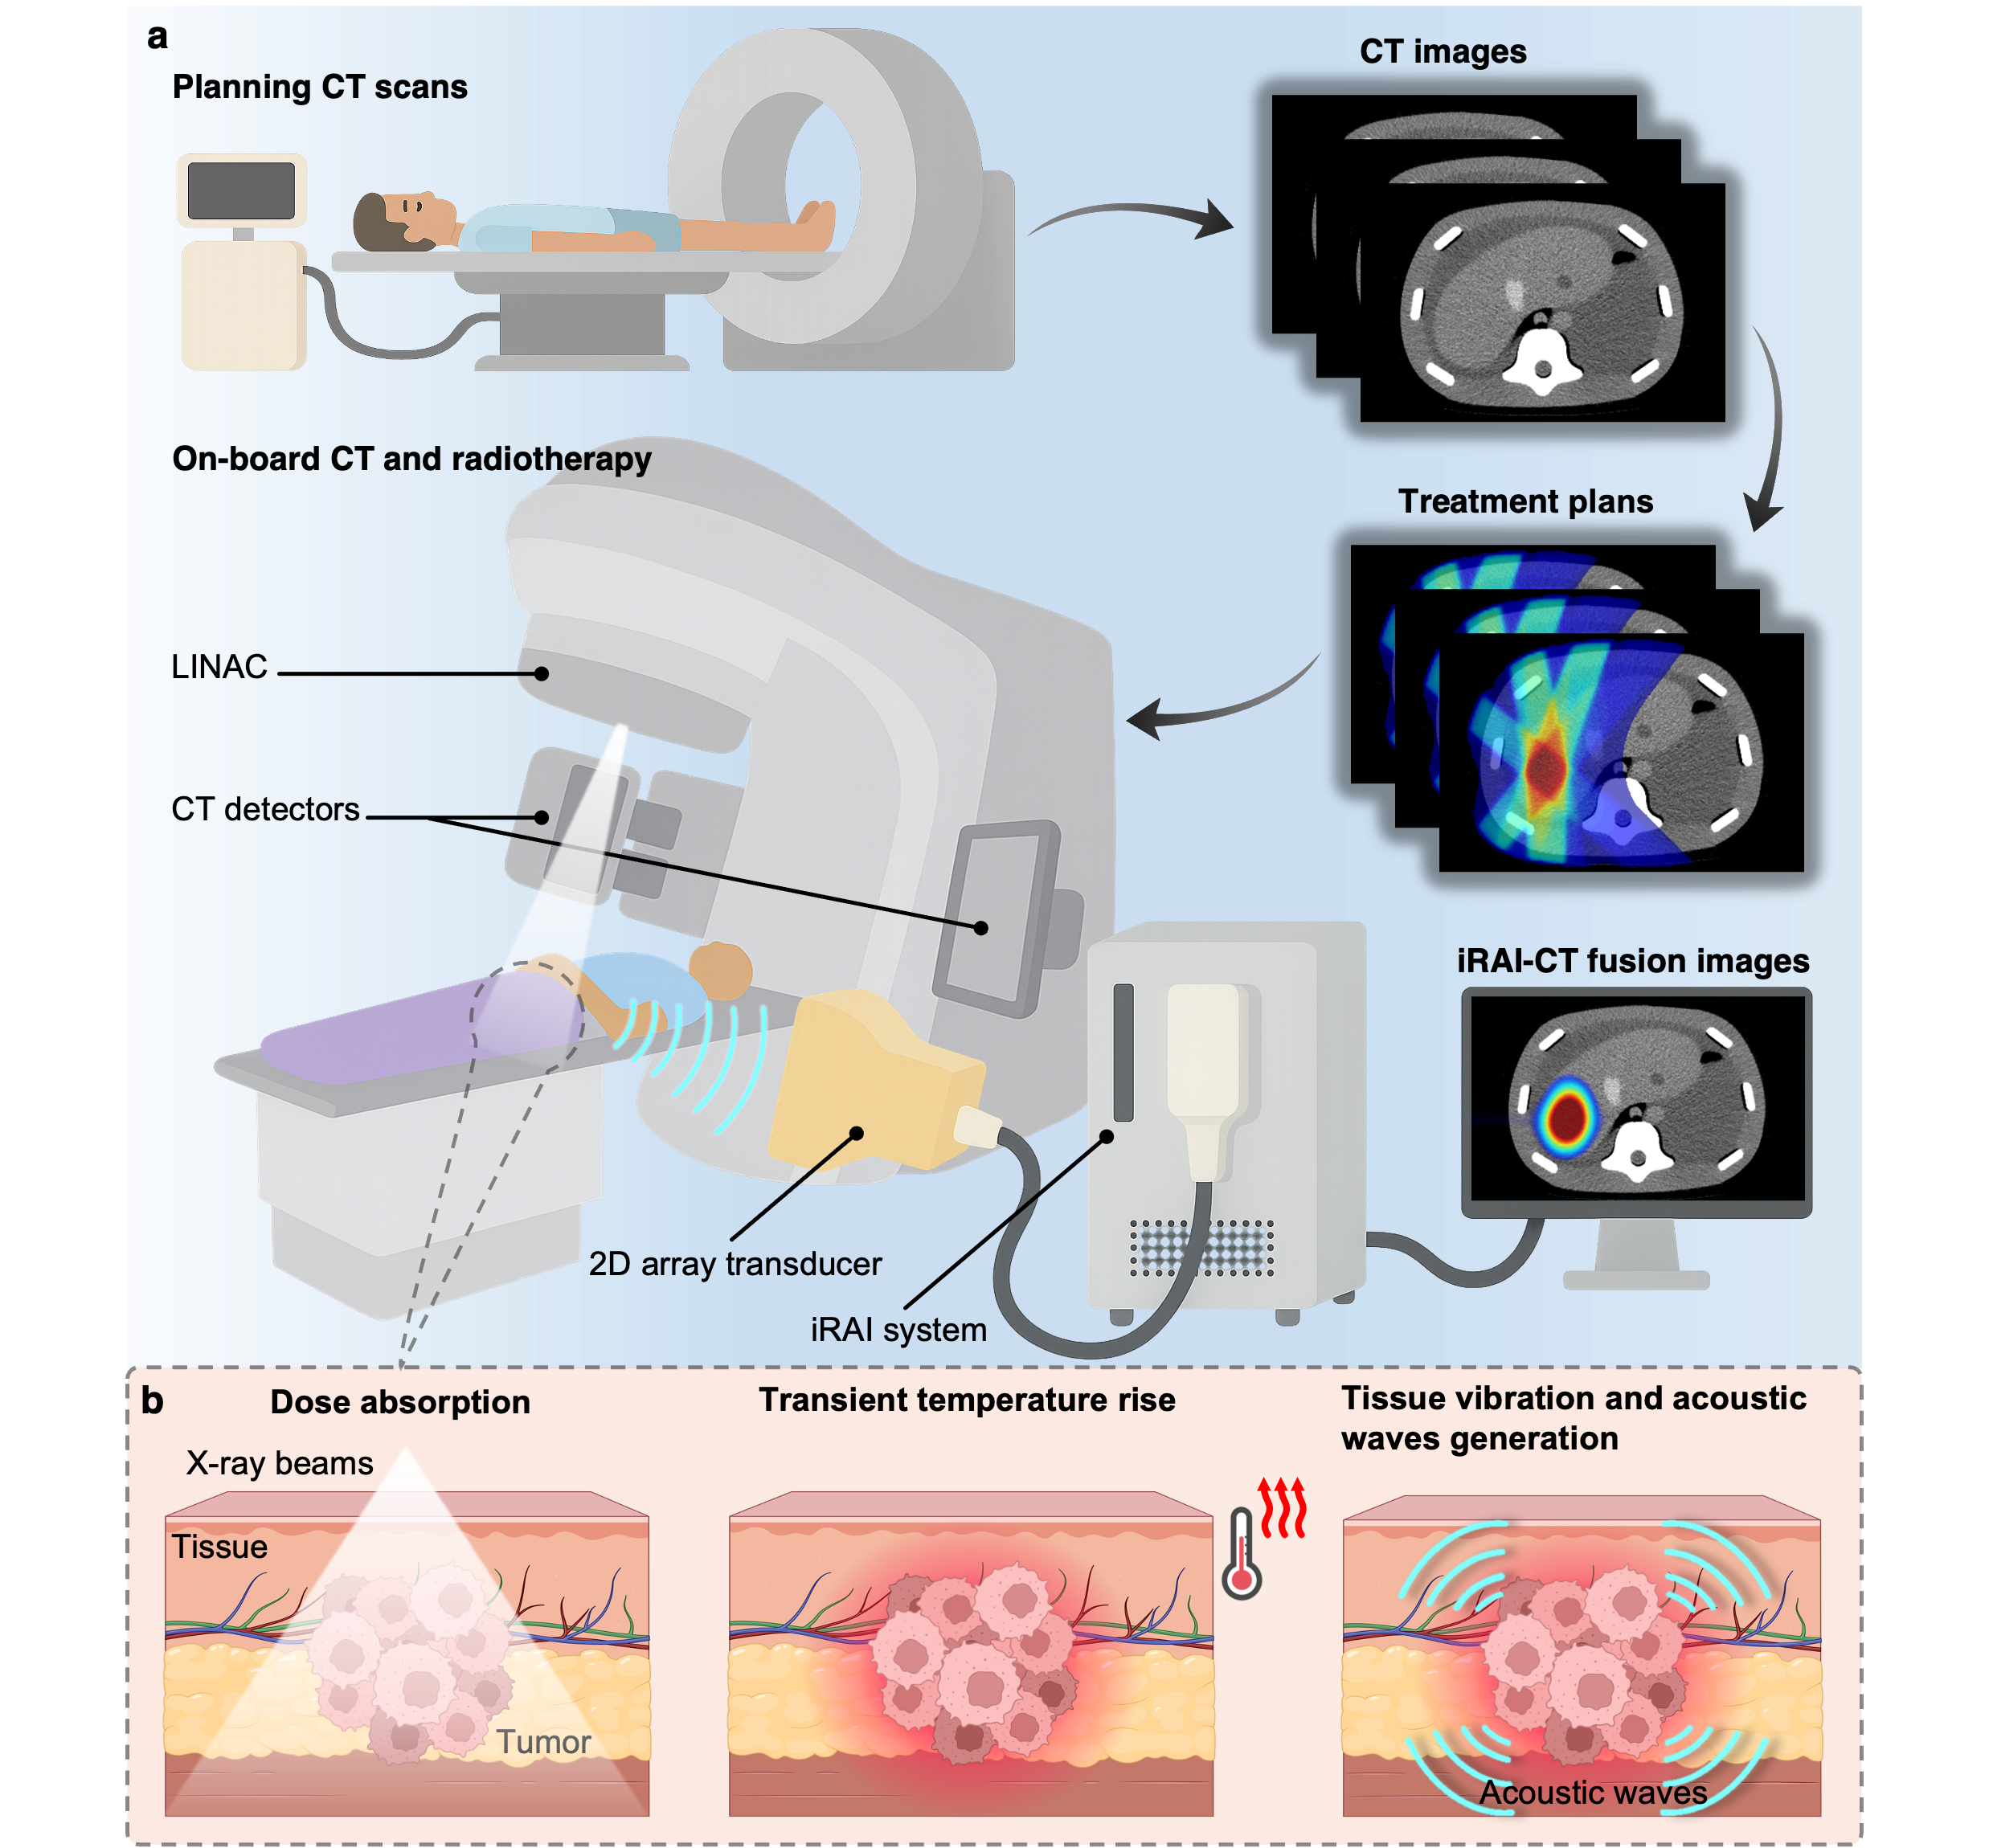 a
Planning CT scans
CT images
On-board CT and radiotherapy
Treatment plans
LINAC
CT detectors
iRAI-CT fusion images
2D array transducer
iRAI system
b
Dose absorption
Transient temperature rise
Tissue vibration and acoustic
waves generation
X-ray beams
Tissue
Tumor
Acoustic waves